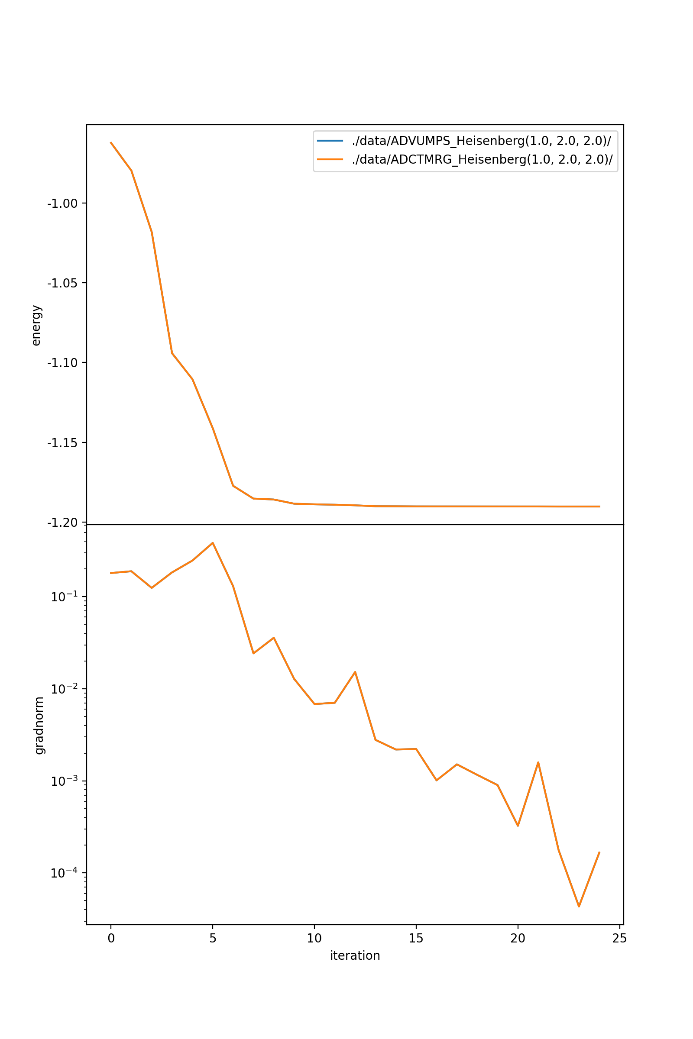 ./data/ADVUMPS_Heisenberg(1.0, 2.0, 2.0)/
./data/ADCTMRG_Heisenberg(1.0, 2.0, 2.0)/
-1.00
-1.05
-1.10
-1.15
-1.20
energy
10⁻¹
10⁻²
10⁻³
10⁻⁴
gradnorm
0 5 10 15 20 25
iteration